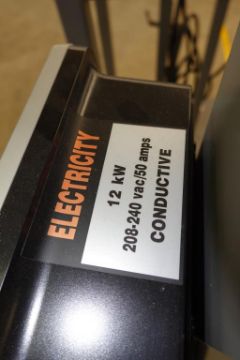 ELECTRICITY
12 kW
208-240 vac/50 amps
CONDUCTIVE